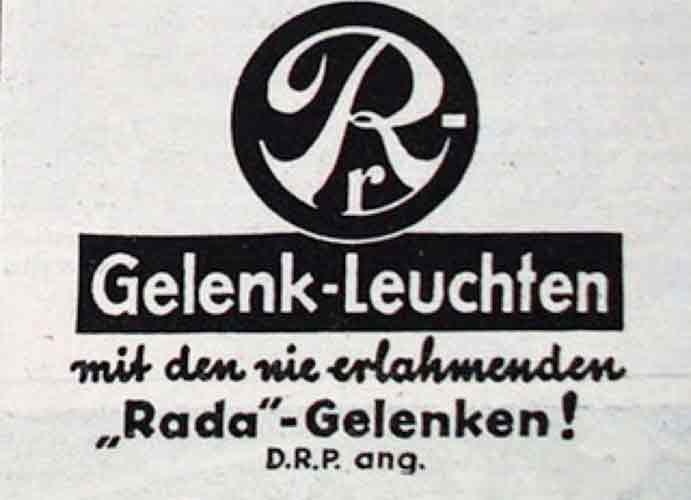 R-r
Gelenk-Leuchten
mit den nie erlahmenden
„Rada“-Gelenken!
D.R.P. ang.